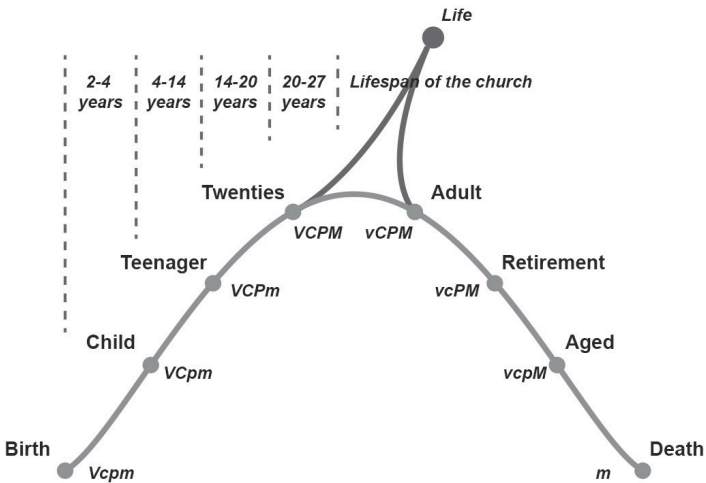 Life
2-4
years
4-14
years
14-20
years
20-27
years
Lifespan of the church
Twenties
Adult
VCPM
vCPM
Teenager
Retirement
VCPm
vcPM
Child
Aged
VCpm
vcpM
Birth
Death
Vcpm
m